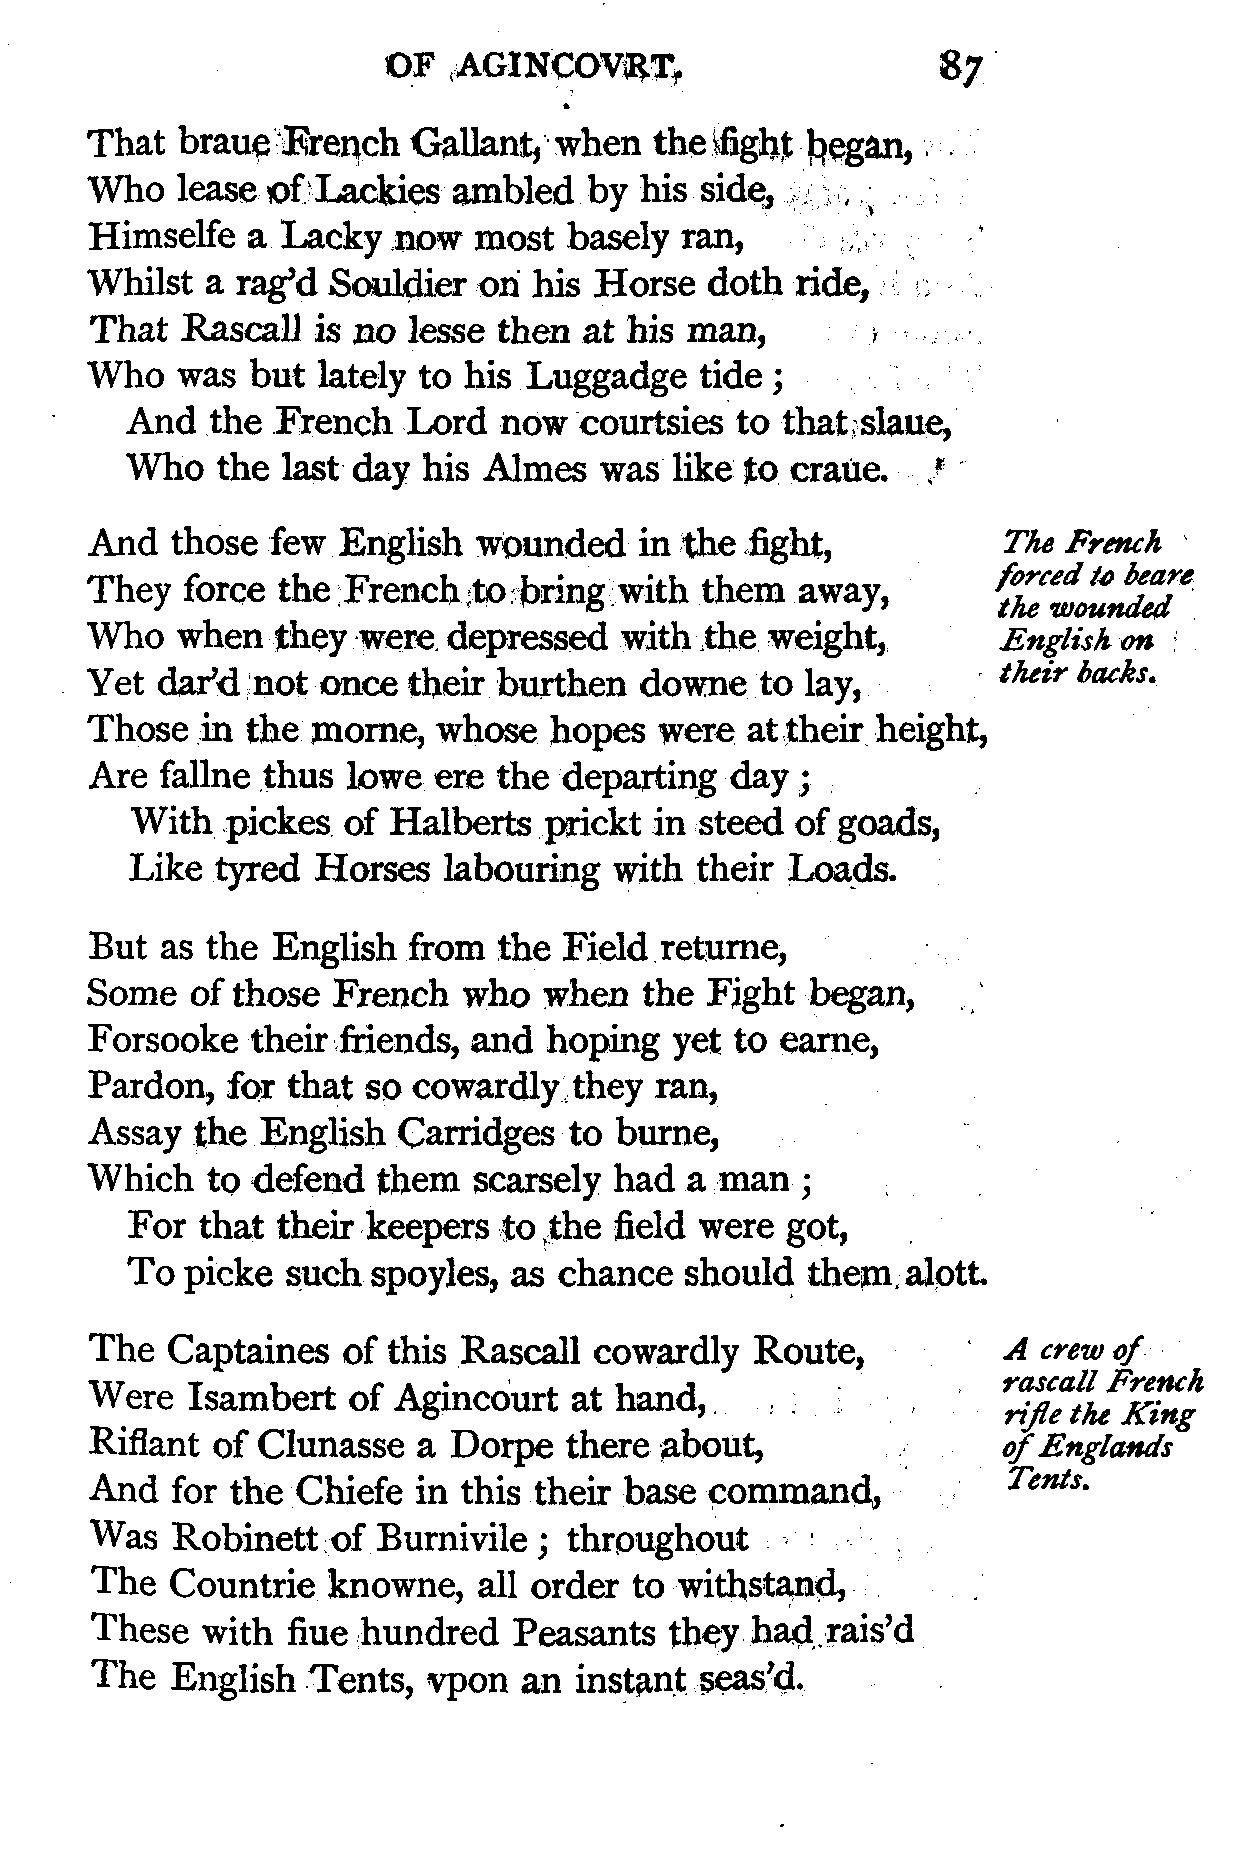 OF AGINCOVRT. 87
That braue French Gallant, when the fight began,
Who lease of Lackies ambled by his side,
Himselfe a Lacky now most basely ran,
Whilst a rag'd Souldier on his Horse doth ride,
That Rascall is no lesse then at his man,
Who was but lately to his Luggadge tide ;
And the French Lord now courtsies to that slaue,
Who the last day his Almes was like to craue.
And those few English wounded in the fight,
They force the French to bring with them away,
Who when they were depressed with the weight,
Yet dar'd not once their burthen downe to lay,
Those in the morne, whose hopes were at their height,
Are fallne thus lowe ere the departing day ;
With pickes of Halberts prickt in steed of goads,
Like tyred Horses labouring with their Loads.
The French
forced to beare
the wounded
English on
their backs.
But as the English from the Field returne,
Some of those French who when the Fight began,
Forsooke their friends, and hoping yet to earne,
Pardon, for that so cowardly they ran,
Assay the English Carridges to burne,
Which to defend them scarsely had a man ;
For that their keepers to the field were got,
To picke such spoyles, as chance should them alott.
The Captaines of this Rascall cowardly Route,
Were Isambert of Agincourt at hand,
Riflant of Clunasse a Dorpe there about,
And for the Chiefe in this their base command,
Was Robinett of Burnivile ; throughout
The Countrie knowne, all order to withstand,
These with fiue hundred Peasants they had rais'd
The English Tents, vpon an instant seas'd.
A crew of
rascall French
rifle the King
of Englands
Tents.